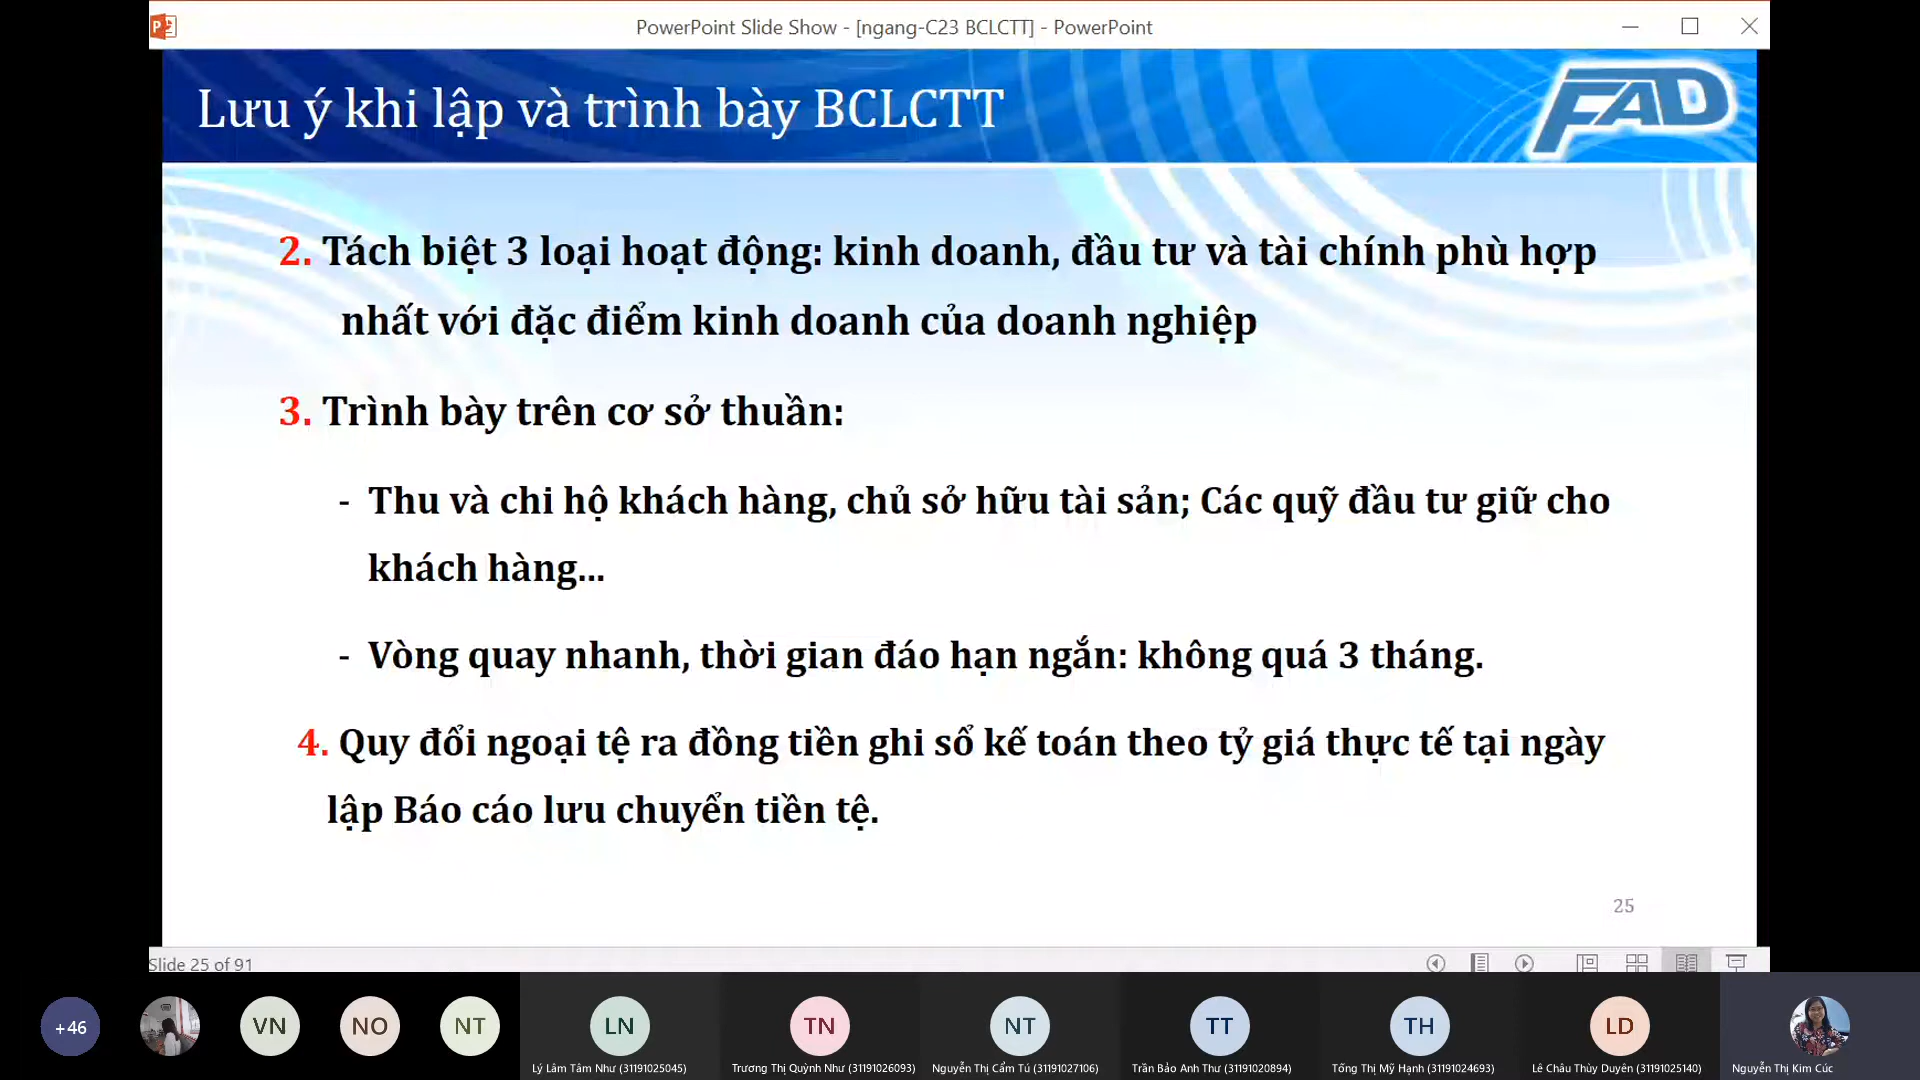 PowerPoint Slide Show - [ngang-C23 BCLCTT] - PowerPoint
Lưu ý khi lập và trình bày BCLCTT
FAD
2. Tách biệt 3 loại hoạt động: kinh doanh, đầu tư và tài chính phù hợp
nhất với đặc điểm kinh doanh của doanh nghiệp
3. Trình bày trên cơ sở thuần:
- Thu và chi hộ khách hàng, chủ sở hữu tài sản; Các quỹ đầu tư giữ cho
khách hàng...
- Vòng quay nhanh, thời gian đáo hạn ngắn: không quá 3 tháng.
4. Quy đổi ngoại tệ ra đồng tiền ghi sổ kế toán theo tỷ giá thực tế tại ngày
lập Báo cáo lưu chuyển tiền tệ.
25
Slide 25 of 91
+46 VN NO NT LN TN NT TT TH LD
Lý Lâm Tâm Như (31191025045) Trương Thị Quỳnh Như (31191026093) Nguyễn Thị Cẩm Tú (31191027106) Trần Bảo Anh Thư (31191020894) Tống Thị Mỹ Hạnh (31191024693) Lê Châu Thùy Duyên (31191025140) Nguyễn Thị Kim Cúc